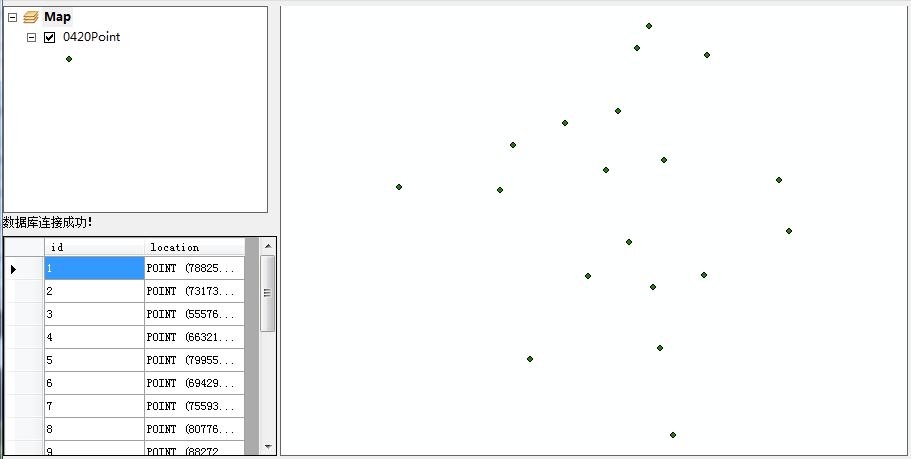 Map
0420Point
数据库连接成功!
id location
1 POINT (78825...
2 POINT (73173...
3 POINT (55576...
4 POINT (66321...
5 POINT (79955...
6 POINT (69429...
7 POINT (75593...
8 POINT (80776...
9 POINT (88272...